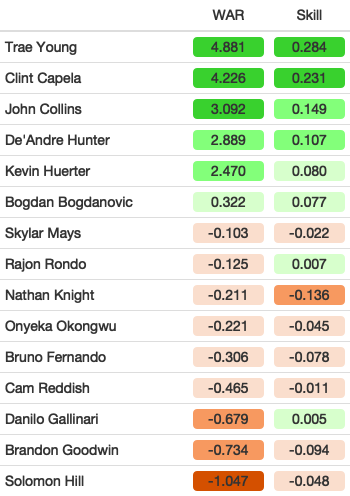 WAR Skill
Trae Young 4.881 0.284
Clint Capela 4.226 0.231
John Collins 3.092 0.149
De'Andre Hunter 2.889 0.107
Kevin Huerter 2.470 0.080
Bogdan Bogdanovic 0.322 0.077
Skylar Mays -0.103 -0.022
Rajon Rondo -0.125 0.007
Nathan Knight -0.211 -0.136
Onyeka Okongwu -0.221 -0.045
Bruno Fernando -0.306 -0.078
Cam Reddish -0.465 -0.011
Danilo Gallinari -0.679 0.005
Brandon Goodwin -0.734 -0.094
Solomon Hill -1.047 -0.048